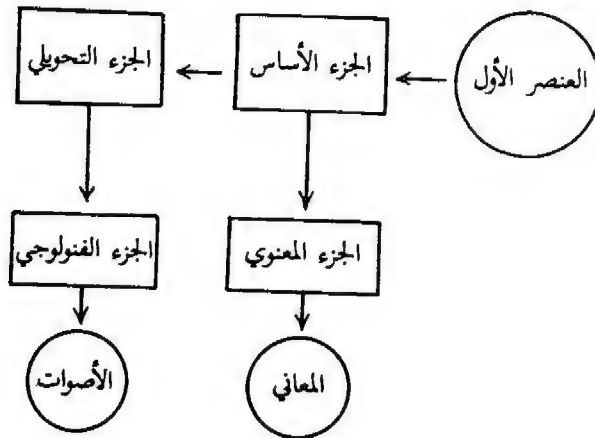 العنصر الأول
الجزء الأساس
الجزء التحويلي
الجزء المعنوي
الجزء الفنولوجي
المعاني
الأصوات